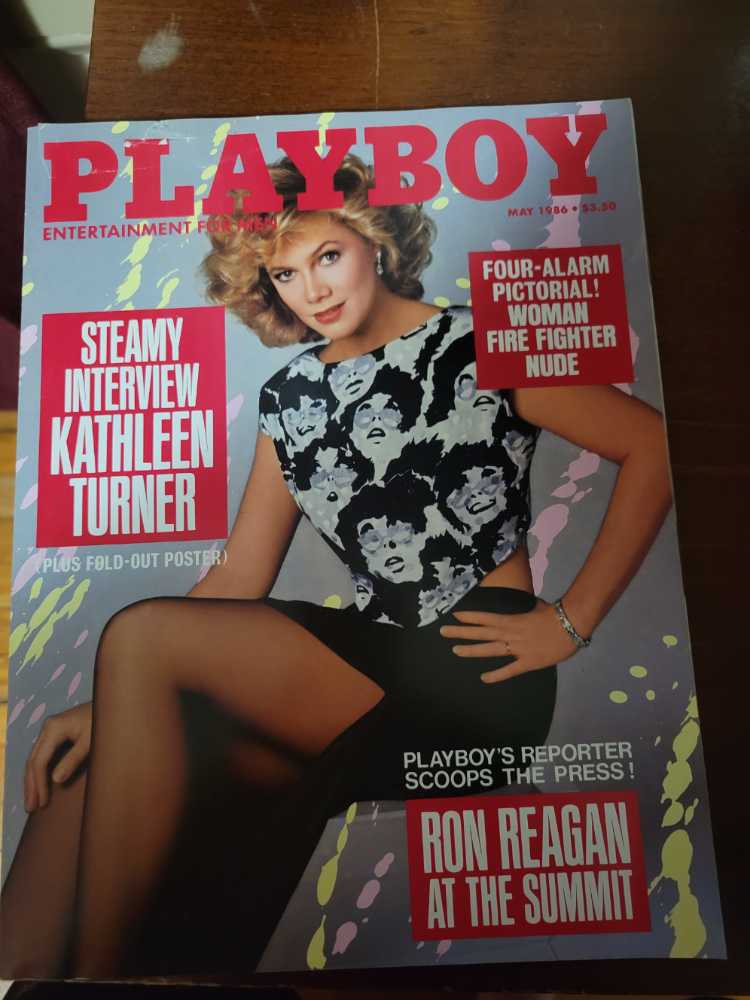 PLAYBOY
ENTERTAINMENT FOR MEN
MAY 1986 • $3.50
FOUR-ALARM
PICTORIAL!
WOMAN
FIRE FIGHTER
NUDE
STEAMY
INTERVIEW
KATHLEEN
TURNER
(PLUS FOLD-OUT POSTER)
PLAYBOY'S REPORTER
SCOOPS THE PRESS!
RON REAGAN
AT THE SUMMIT